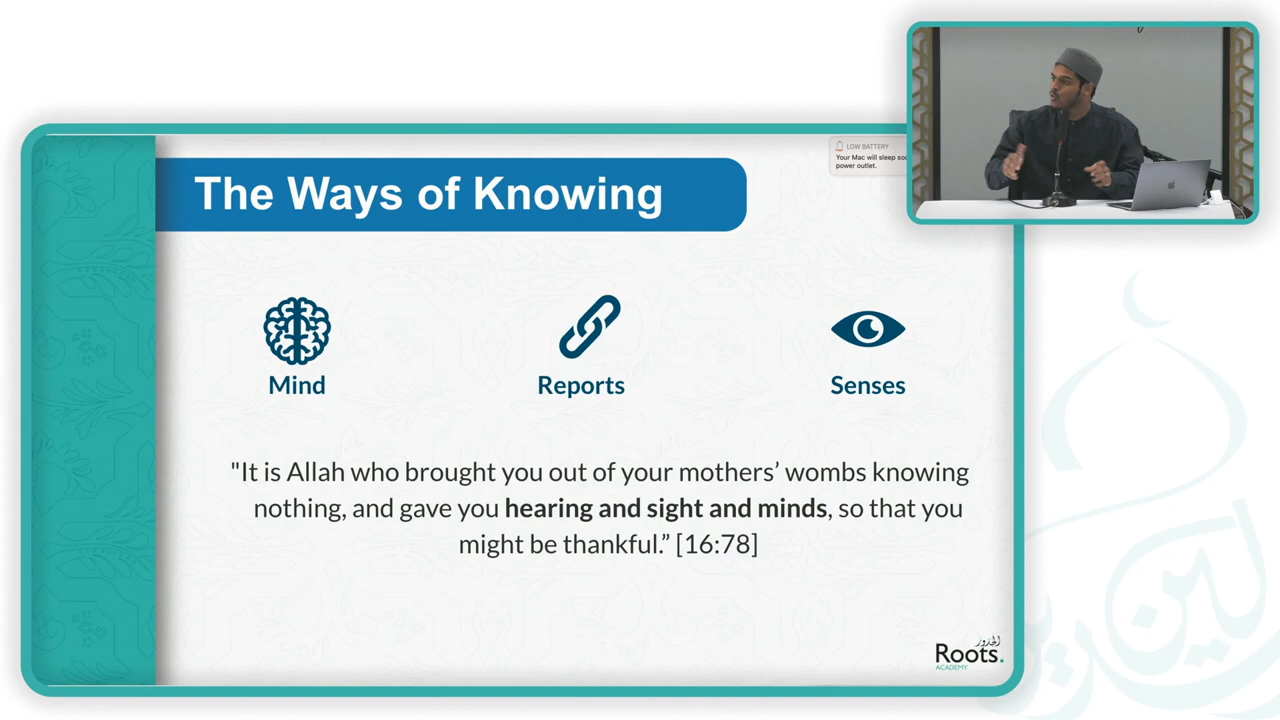 LOW BATTERY
Your Mac will sleep
power outlet.
The Ways of Knowing
Mind
Reports
Senses
"It is Allah who brought you out of your mothers’ wombs knowing
nothing, and gave you hearing and sight and minds, so that you
might be thankful.” [16:78]
الجذور
Roots.
ACADEMY